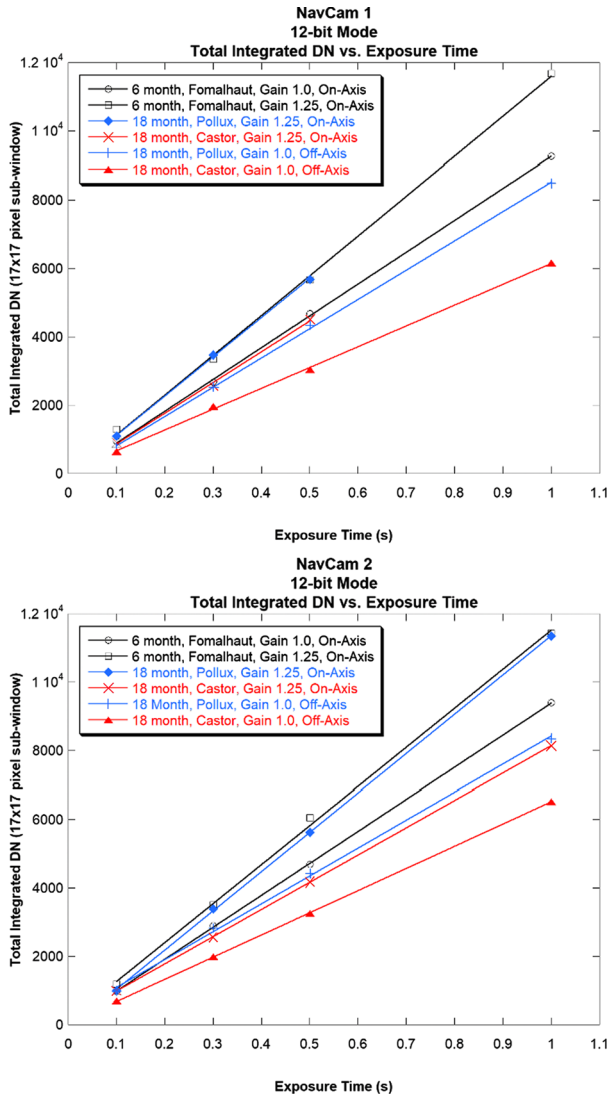 NavCam 1
12-bit Mode
Total Integrated DN vs. Exposure Time
1.2 10⁴
1 10⁴
8000
6000
4000
2000
0
Total Integrated DN (17x17 pixel sub-window)
6 month, Fomalhaut, Gain 1.0, On-Axis
6 month, Fomalhaut, Gain 1.25, On-Axis
18 month, Pollux, Gain 1.25, On-Axis
18 month, Castor, Gain 1.25, On-Axis
18 month, Pollux, Gain 1.0, Off-Axis
18 month, Castor, Gain 1.0, Off-Axis
0 0.1 0.2 0.3 0.4 0.5 0.6 0.7 0.8 0.9 1 1.1
Exposure Time (s)
NavCam 2
12-bit Mode
Total Integrated DN vs. Exposure Time
1.2 10⁴
1 10⁴
8000
6000
4000
2000
0
Total Integrated DN (17x17 pixel sub-window)
6 month, Fomalhaut, Gain 1.0, On-Axis
6 month, Fomalhaut, Gain 1.25, On-Axis
18 month, Pollux, Gain 1.25, On-Axis
18 month, Castor, Gain 1.25, On-Axis
18 Month, Pollux, Gain 1.0, Off-Axis
18 month, Castor, Gain 1.0, Off-Axis
0 0.1 0.2 0.3 0.4 0.5 0.6 0.7 0.8 0.9 1 1.1
Exposure Time (s)